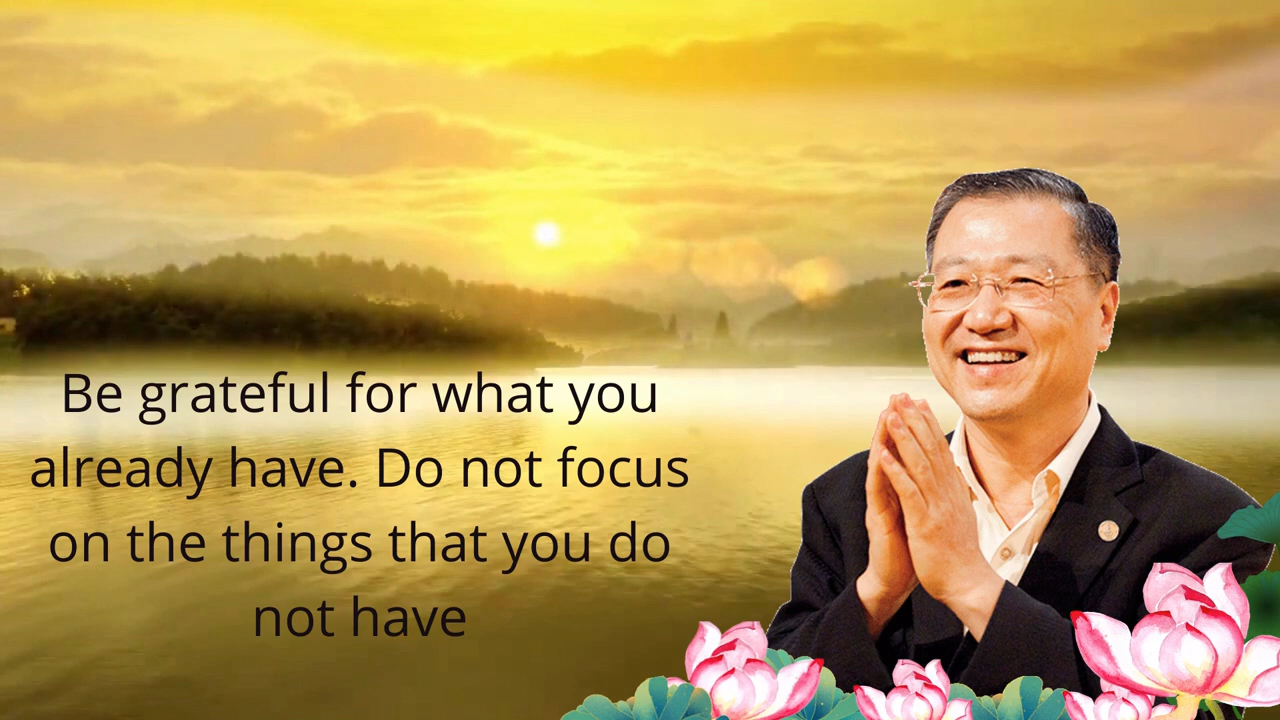 Be grateful for what you
already have. Do not focus
on the things that you do
not have